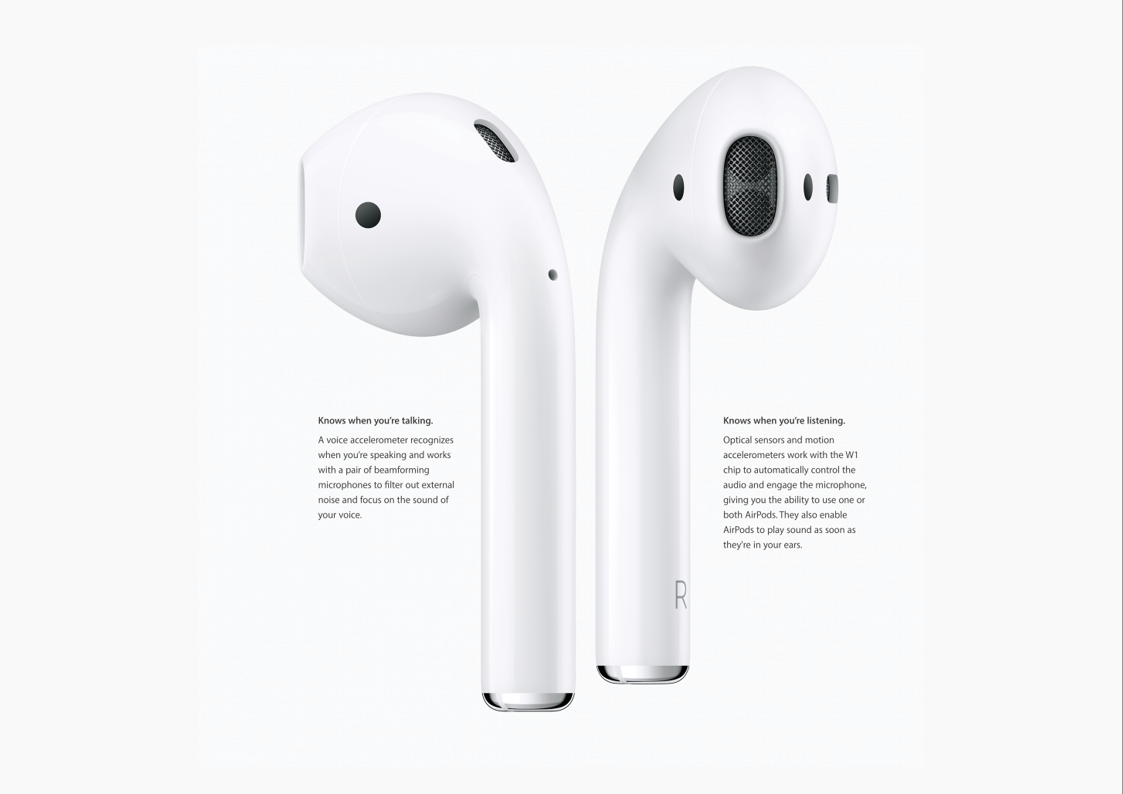 Knows when you're talking.
A voice accelerometer recognizes
when you're speaking and works
with a pair of beamforming
microphones to filter out external
noise and focus on the sound of
your voice.
Knows when you're listening.
Optical sensors and motion
accelerometers work with the W1
chip to automatically control the
audio and engage the microphone,
giving you the ability to use one or
both AirPods. They also enable
AirPods to play sound as soon as
they're in your ears.
R